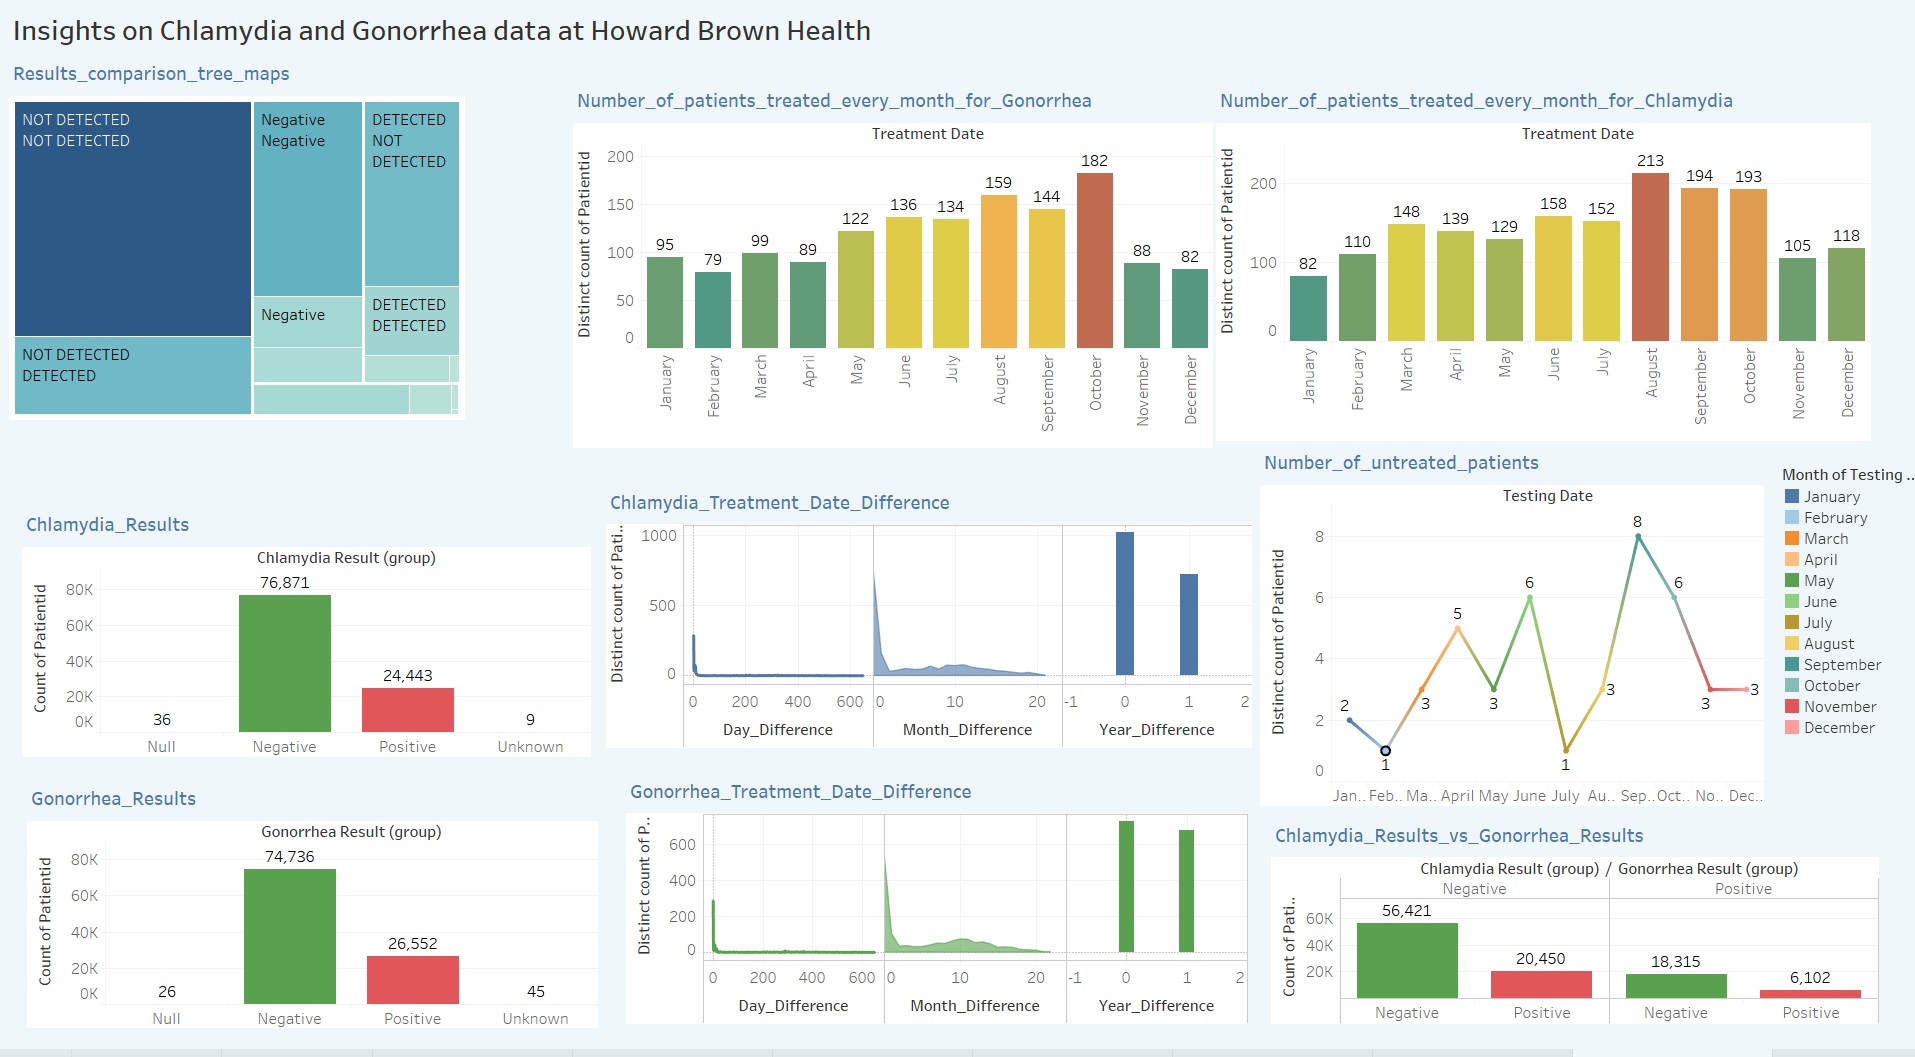 Insights on Chlamydia and Gonorrhea data at Howard Brown Health
Results_comparison_tree_maps
NOT DETECTED
NOT DETECTED
Negative
Negative
DETECTED
NOT
DETECTED
Negative
DETECTED
DETECTED
NOT DETECTED
DETECTED
Number_of_patients_treated_every_month_for_Gonorrhea
Treatment Date
Distinct count of Patientid
200
150
100
50
0
95
79
99
89
122
136
134
159
144
182
88
82
January
February
March
April
May
June
July
August
September
October
November
December
Number_of_patients_treated_every_month_for_Chlamydia
Treatment Date
Distinct count of Patientid
200
100
0
82
110
148
139
129
158
152
213
194
193
105
118
January
February
March
April
May
June
July
August
September
October
November
December
Chlamydia_Results
Chlamydia Result (group)
Count of Patientid
80K
60K
40K
20K
0K
36
76,871
24,443
9
Null
Negative
Positive
Unknown
Chlamydia_Treatment_Date_Difference
Distinct count of Pati..
1000
500
0
0 200 400 600
0 10 20
-1 0 1 2
Day_Difference
Month_Difference
Year_Difference
Number_of_untreated_patients
Testing Date
Distinct count of Patientid
8
6
4
2
0
2
1
3
5
3
6
1
3
8
6
3
3
Jan.. Feb.. Ma.. April May June July Au.. Sep.. Oct.. No.. Dec..
Month of Testing ..
January
February
March
April
May
June
July
August
September
October
November
December
Gonorrhea_Results
Gonorrhea Result (group)
Count of Patientid
80K
60K
40K
20K
0K
26
74,736
26,552
45
Null
Negative
Positive
Unknown
Gonorrhea_Treatment_Date_Difference
Distinct count of P..
600
400
200
0
0 200 400 600
0 10 20
-1 0 1 2
Day_Difference
Month_Difference
Year_Difference
Chlamydia_Results_vs_Gonorrhea_Results
Chlamydia Result (group) / Gonorrhea Result (group)
Negative
Positive
Count of Pati..
60K
40K
20K
56,421
20,450
18,315
6,102
Negative
Positive
Negative
Positive